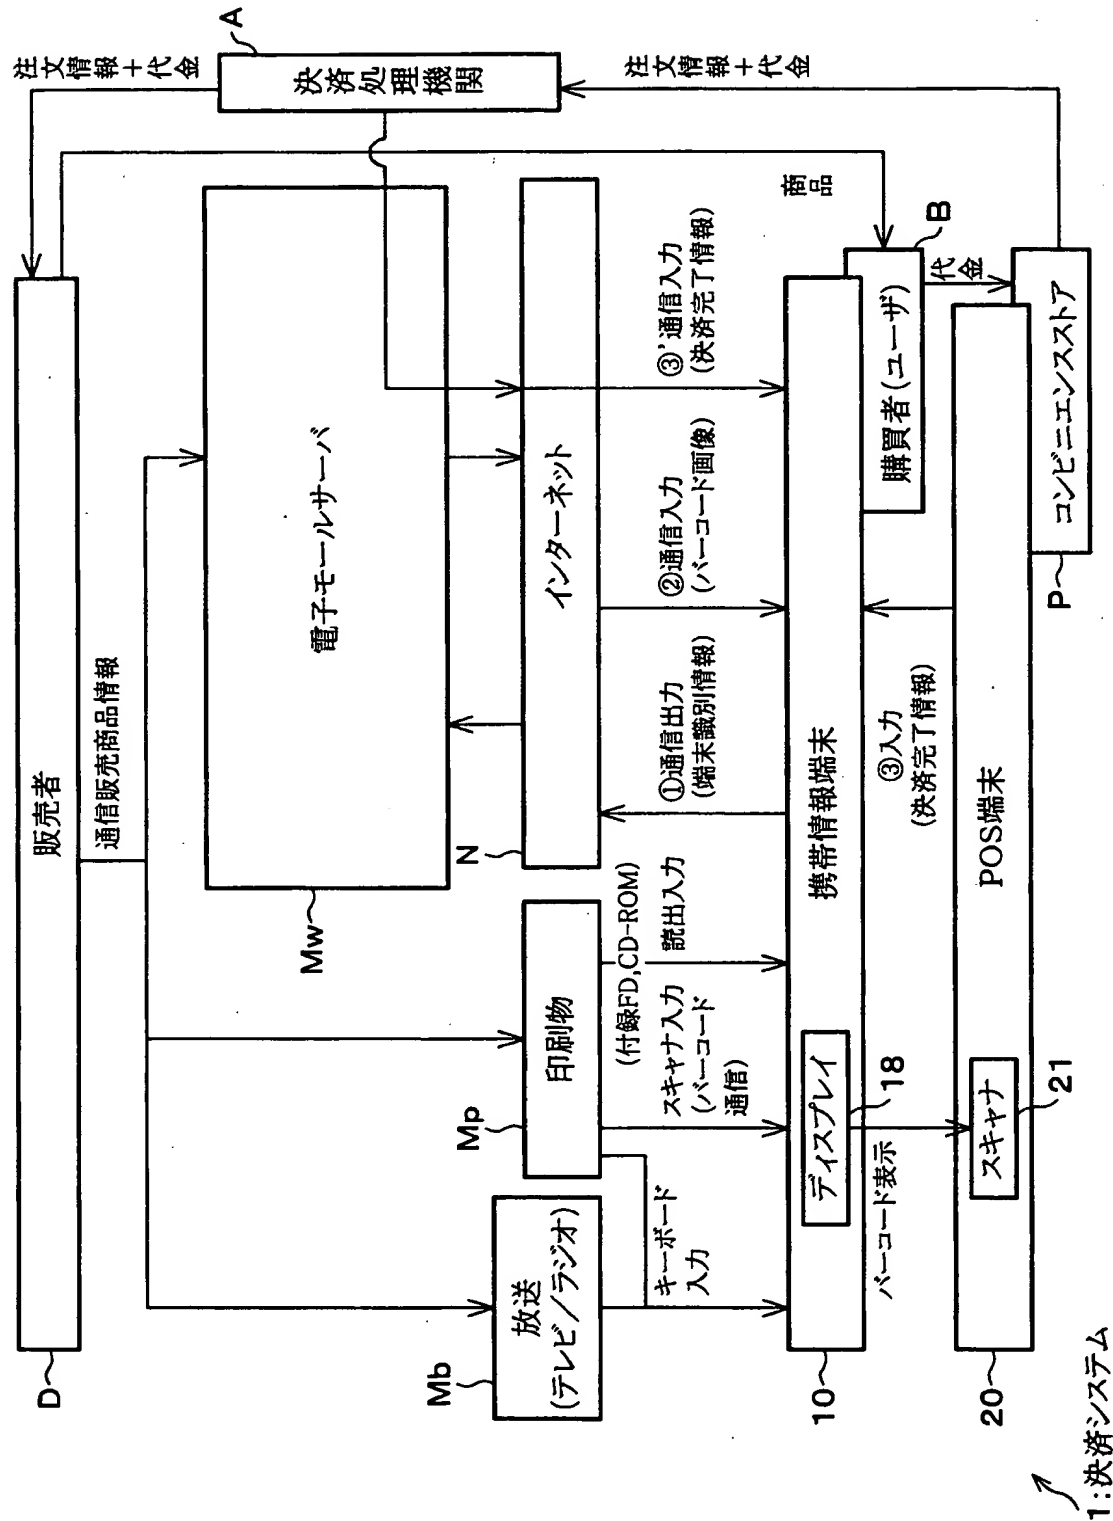 D
販売者
通信販売商品情報
注文情報+代金
A
決済処理機関
注文情報+代金
Mw
電子モールサーバ
Mb
放送
(テレビ/ラジオ)
Mp
印刷物
N
インターネット
キーボード
入力
スキャナ入力
(バーコード
通信)
(付録FD,CD-ROM)
読出入力
①通信出力
(端末識別情報)
②通信入力
(バーコード画像)
③'通信入力
(決済完了情報)
商品
10
携帯情報端末
ディスプレイ
18
購買者(ユーザ)
B
バーコード表示
③入力
(決済完了情報)
代金
20
POS端末
スキャナ
21
コンビニエンスストア
P
1:決済システム